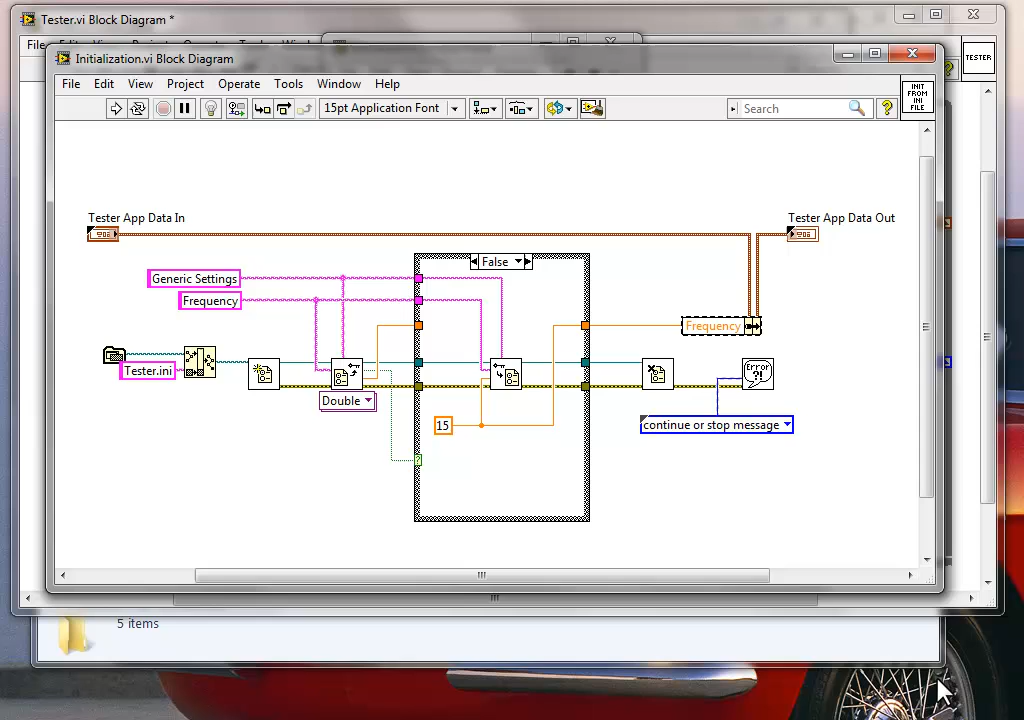 Tester.vi Block Diagram *
File
TESTER
Initialization.vi Block Diagram
File Edit View Project Operate Tools Window Help
15pt Application Font
Search
?
INIT
FROM
INI
FILE
Tester App Data In
Tester App Data Out
False
Generic Settings
Frequency
Frequency
Tester.ini
Error
?!
Double
15
continue or stop message
?
5 items